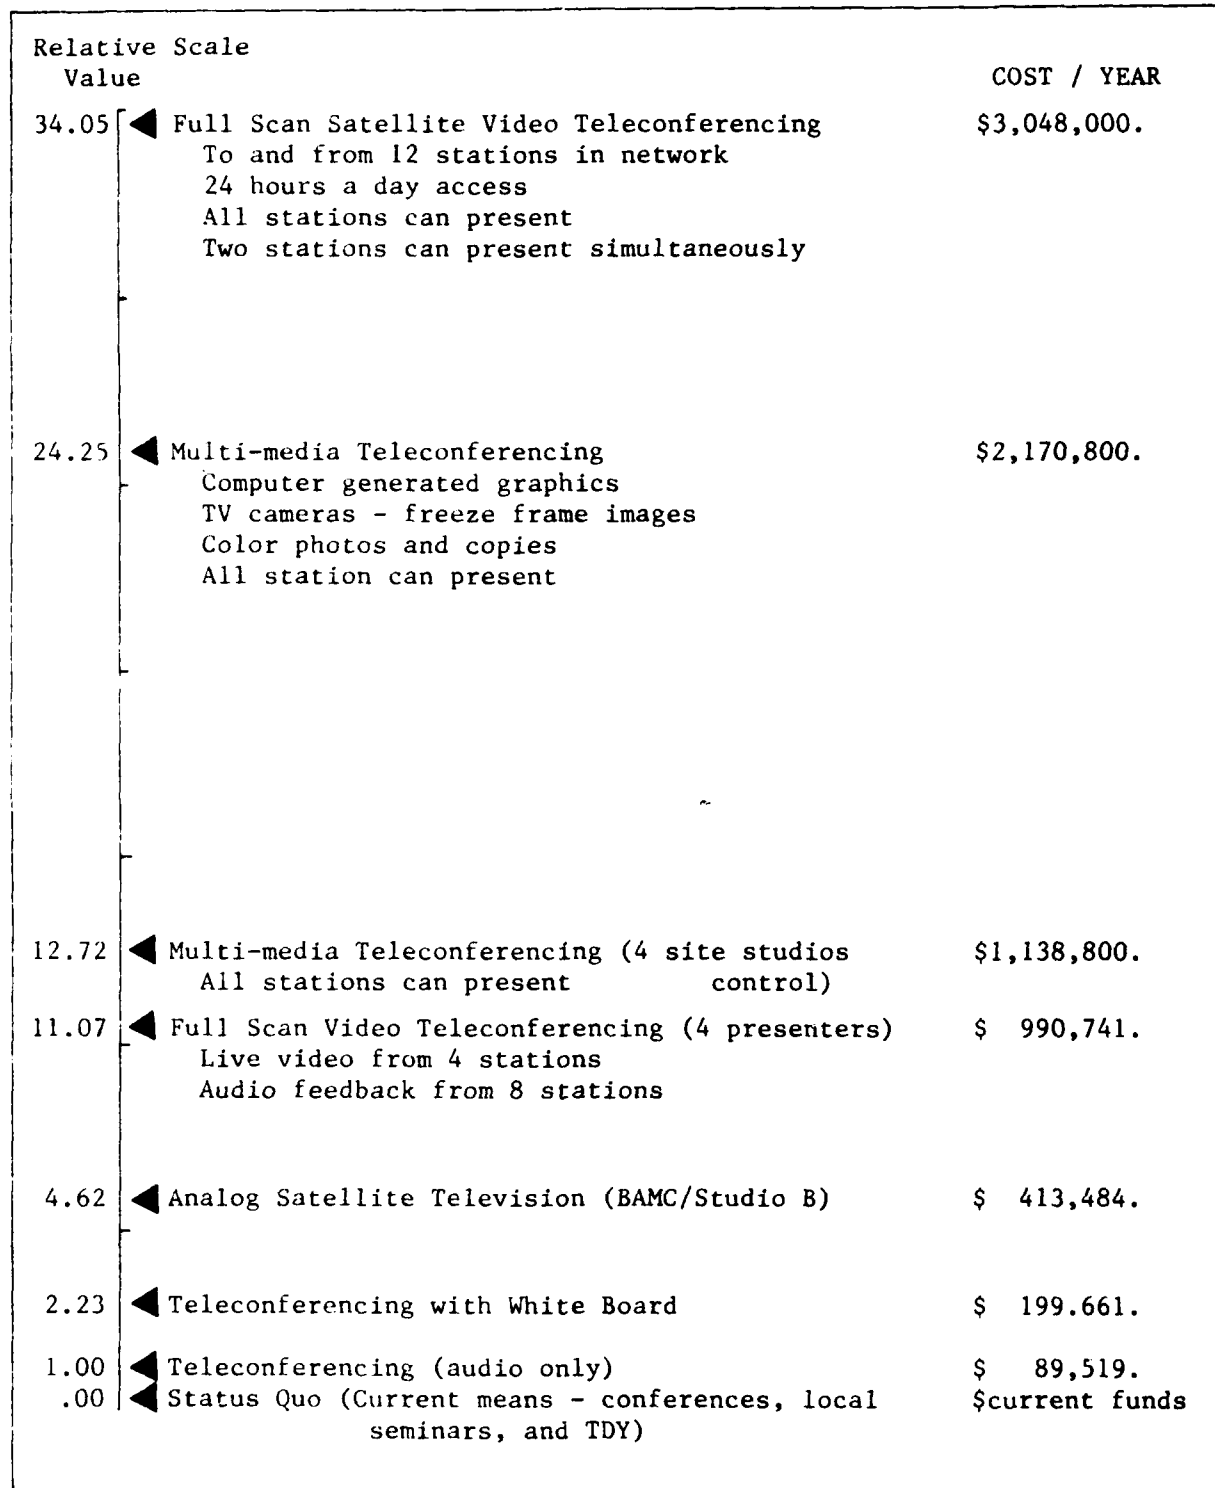 Relative Scale
Value COST / YEAR
34.05 Full Scan Satellite Video Teleconferencing $3,048,000.
To and from 12 stations in network
24 hours a day access
All stations can present
Two stations can present simultaneously
24.25 Multi-media Teleconferencing $2,170,800.
Computer generated graphics
TV cameras - freeze frame images
Color photos and copies
All station can present
12.72 Multi-media Teleconferencing (4 site studios $1,138,800.
All stations can present control)
11.07 Full Scan Video Teleconferencing (4 presenters) $ 990,741.
Live video from 4 stations
Audio feedback from 8 stations
4.62 Analog Satellite Television (BAMC/Studio B) $ 413,484.
2.23 Teleconferencing with White Board $ 199.661.
1.00 Teleconferencing (audio only) $ 89,519.
.00 Status Quo (Current means - conferences, local $current funds
seminars, and TDY)